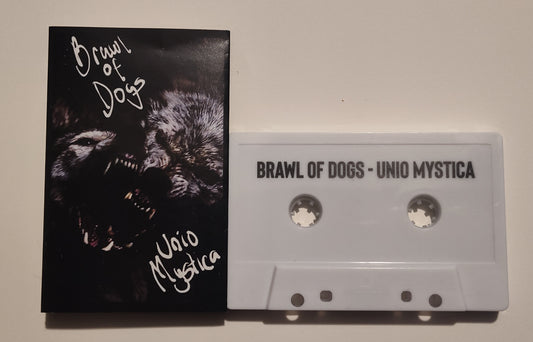 Brawl
of
Dogs
Unio
Mystica
BRAWL OF DOGS - UNIO MYSTICA